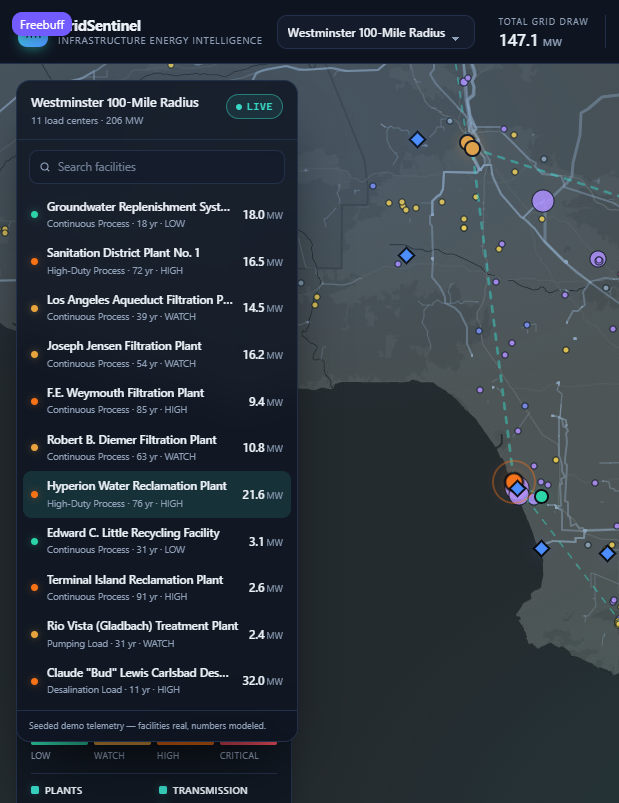 Freebuff
ridSentinel
INFRASTRUCTURE ENERGY INTELLIGENCE
Westminster 100-Mile Radius
TOTAL GRID DRAW
147.1 MW
Westminster 100-Mile Radius
11 load centers · 206 MW
LIVE
Search facilities
Groundwater Replenishment Syst...
18.0 MW
Continuous Process · 18 yr · LOW
Sanitation District Plant No. 1
16.5 MW
High-Duty Process · 72 yr · HIGH
Los Angeles Aqueduct Filtration P...
14.5 MW
Continuous Process · 39 yr · WATCH
Joseph Jensen Filtration Plant
16.2 MW
Continuous Process · 54 yr · WATCH
F.E. Weymouth Filtration Plant
9.4 MW
Continuous Process · 85 yr · HIGH
Robert B. Diemer Filtration Plant
10.8 MW
Continuous Process · 63 yr · WATCH
Hyperion Water Reclamation Plant
21.6 MW
High-Duty Process · 76 yr · HIGH
Edward C. Little Recycling Facility
3.1 MW
Continuous Process · 31 yr · LOW
Terminal Island Reclamation Plant
2.6 MW
Continuous Process · 91 yr · HIGH
Rio Vista (Gladbach) Treatment Plant
2.4 MW
Pumping Load · 31 yr · WATCH
Claude "Bud" Lewis Carlsbad Des...
32.0 MW
Desalination Load · 11 yr · HIGH
Seeded demo telemetry — facilities real, numbers modeled.
LOW WATCH HIGH CRITICAL
PLANTS TRANSMISSION